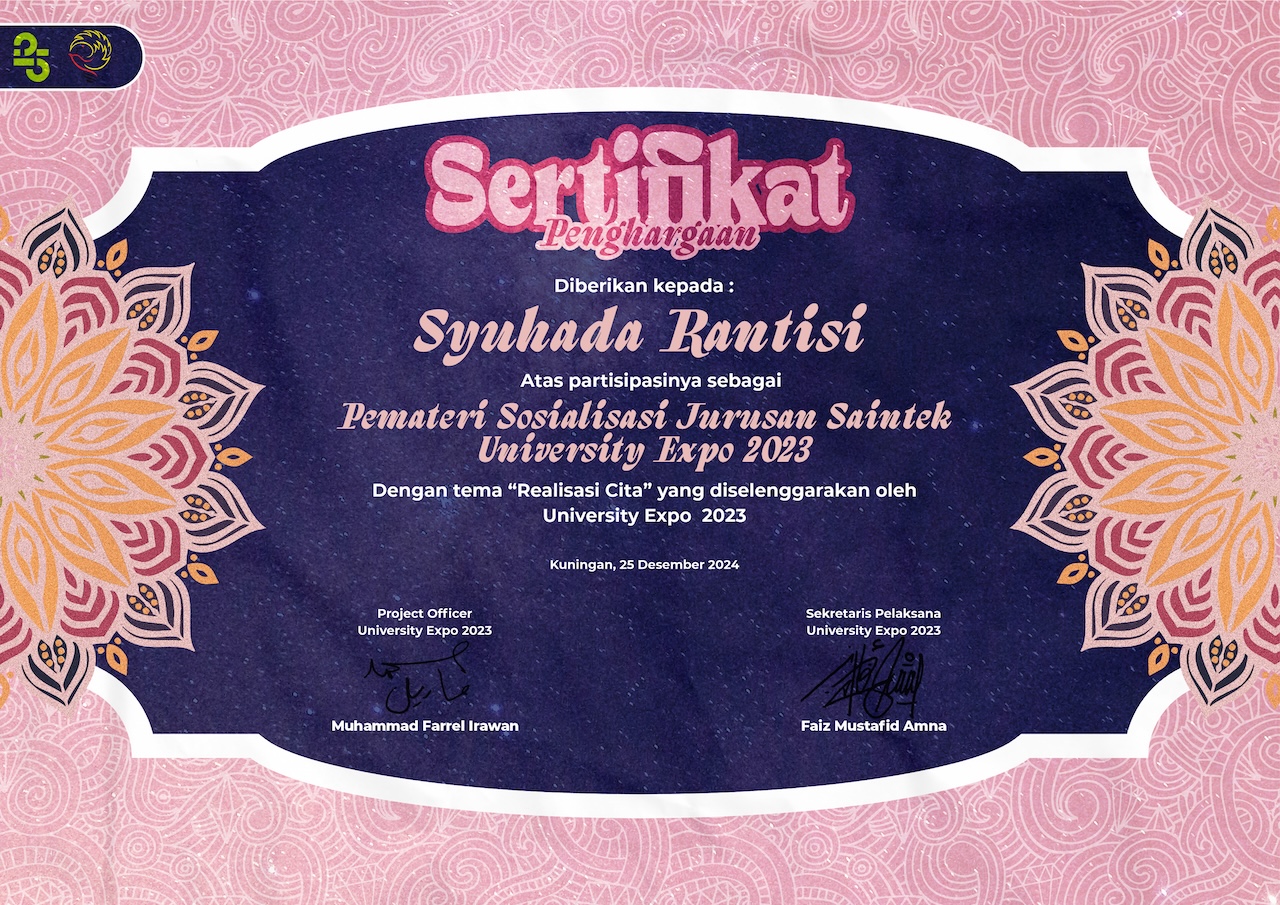 Sertifikat
Penghargaan
Diberikan kepada :
Syuhada Rantisi
Atas partisipasinya sebagai
Pemateri Sosialisasi Jurusan Saintek
University Expo 2023
Dengan tema “Realisasi Cita” yang diselenggarakan oleh
University Expo 2023
Kuningan, 25 Desember 2024
Project Officer
University Expo 2023
Muhammad Farrel Irawan
Sekretaris Pelaksana
University Expo 2023
Faiz Mustafid Amna